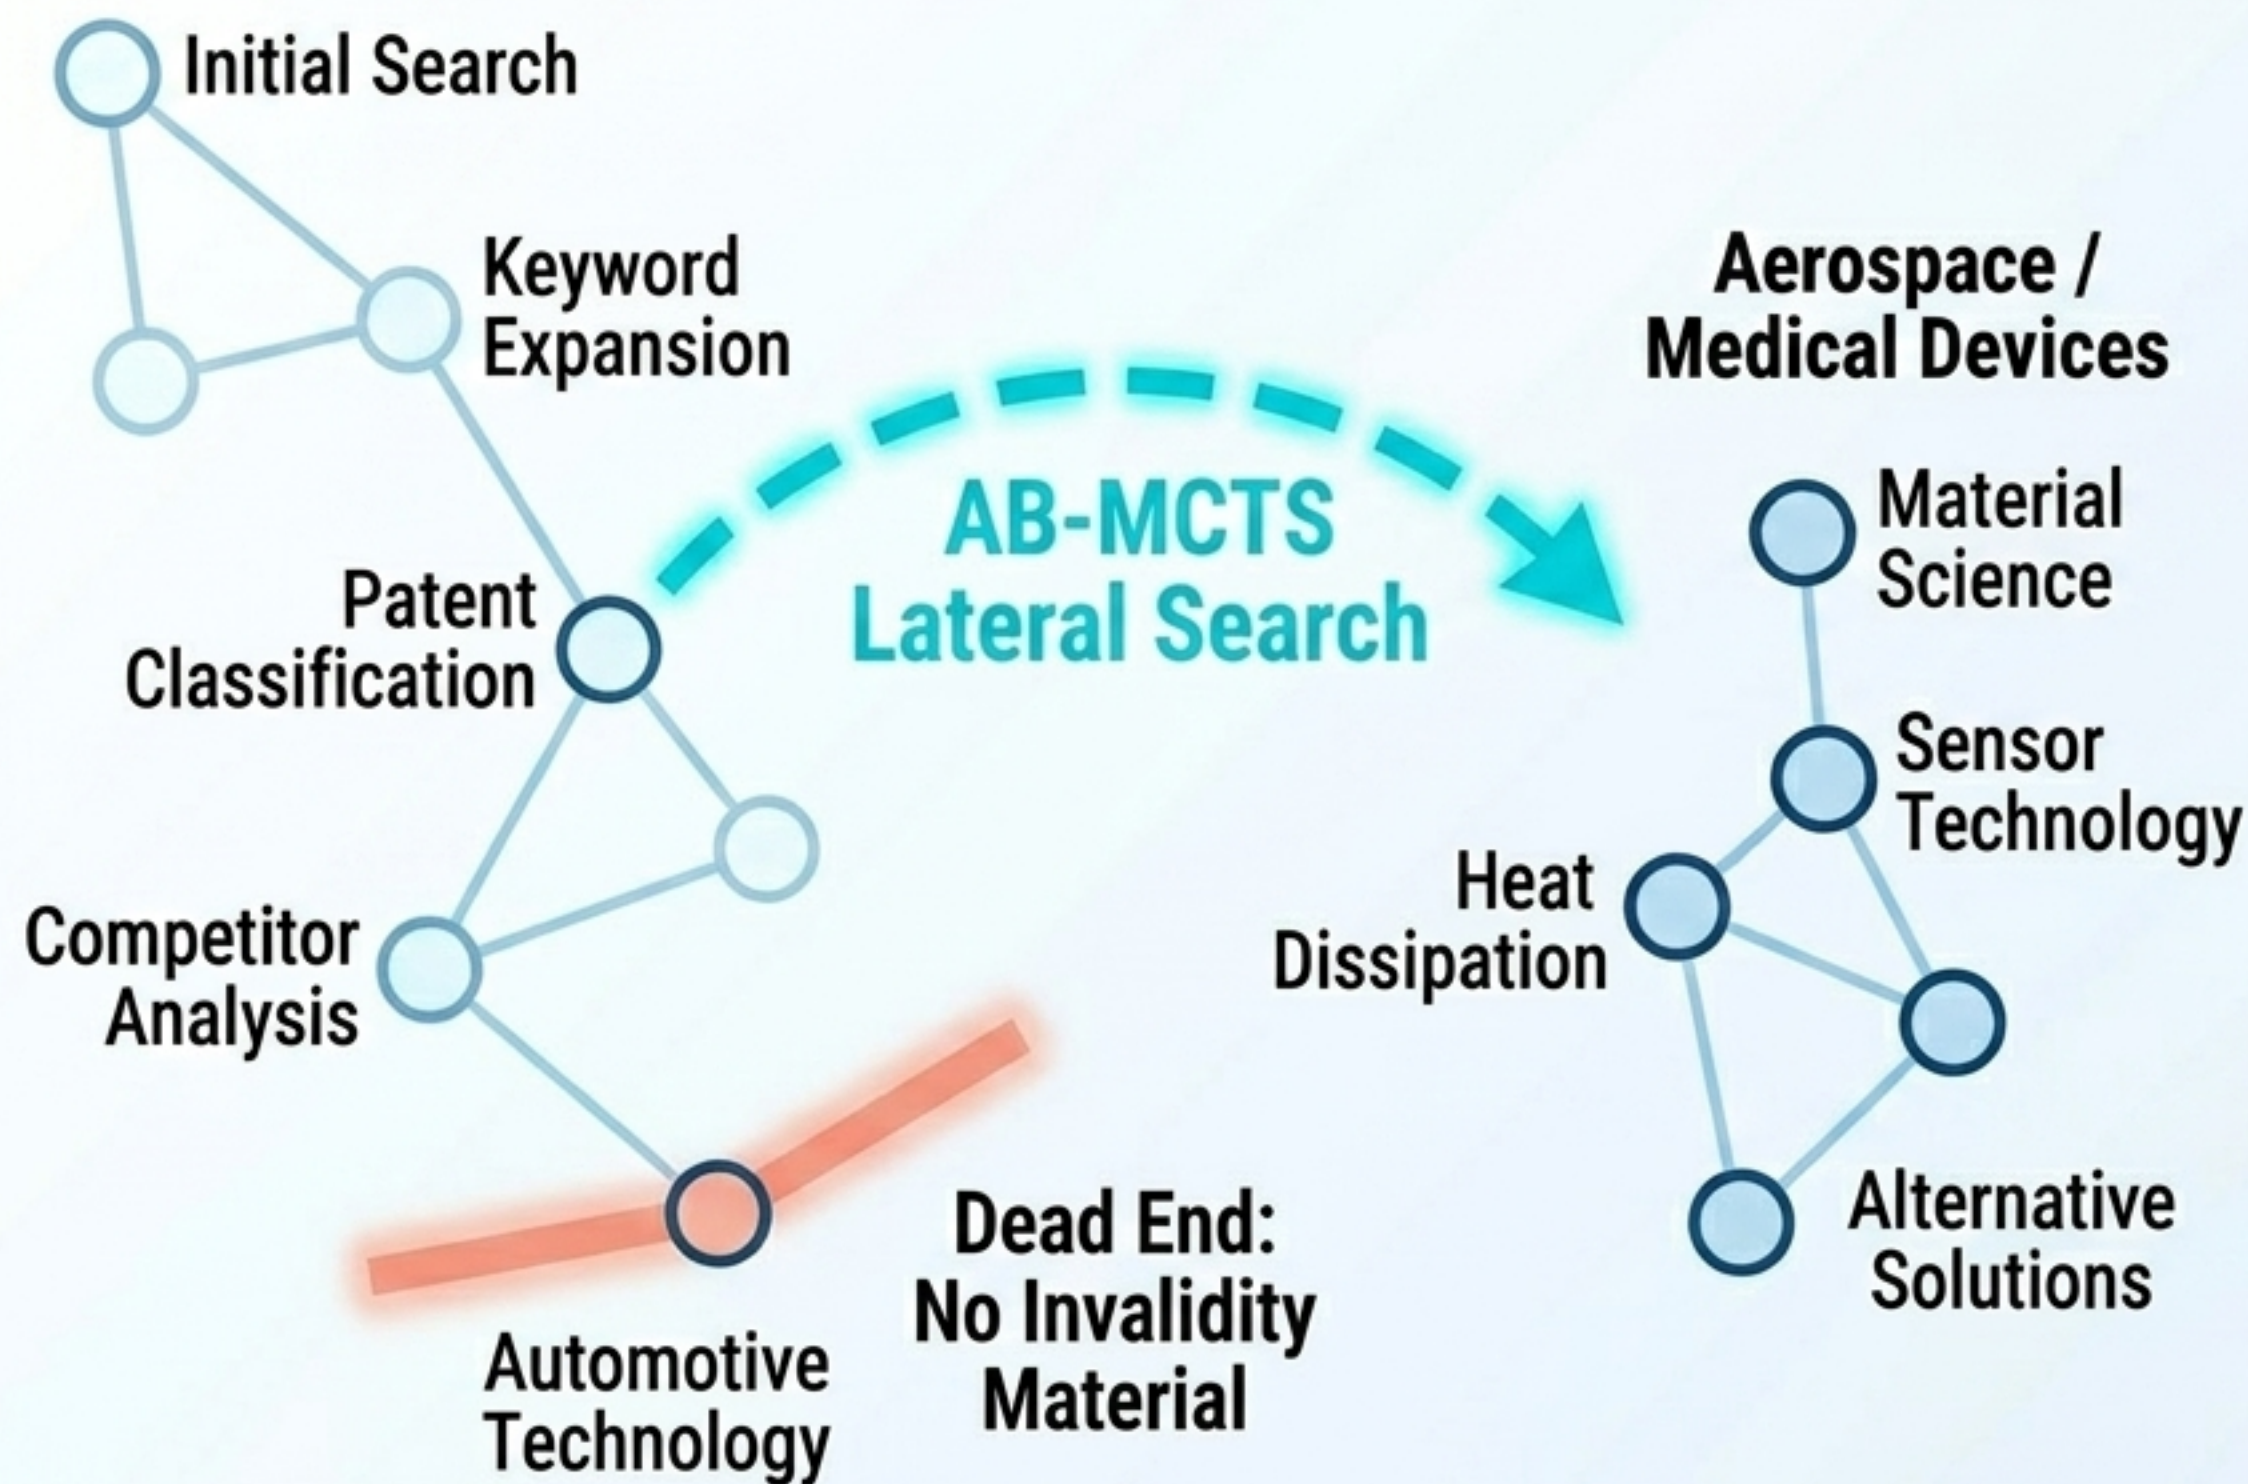 Initial Search
Keyword
Expansion
Patent
Classification
Competitor
Analysis
Automotive
Technology
Dead End:
No Invalidity
Material
AB-MCTS
Lateral Search
Aerospace /
Medical Devices
Material
Science
Sensor
Technology
Heat
Dissipation
Alternative
Solutions